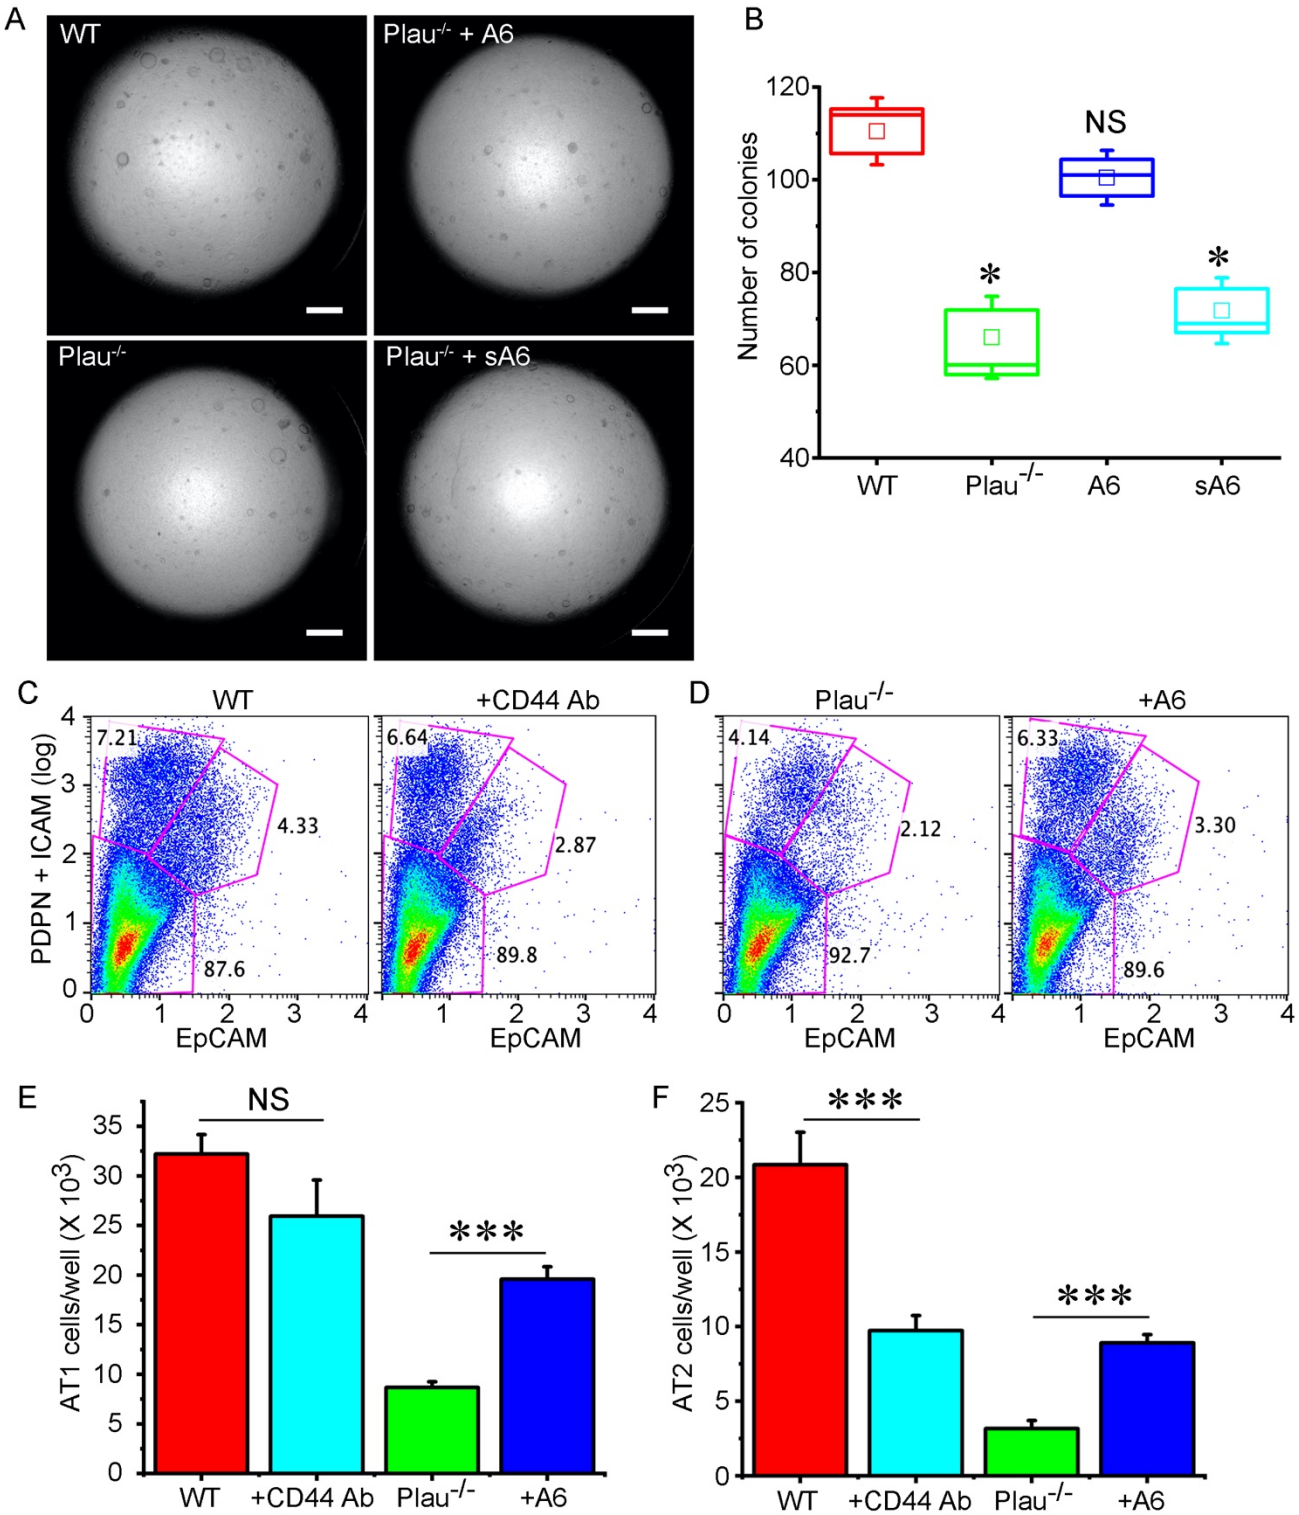 A
WT
Plau-/- + A6
Plau-/-
Plau-/- + sA6
B
Number of colonies
120
100
80
60
40
*
NS
*
WT Plau-/- A6 sA6
C
WT
+CD44 Ab
PDPN + ICAM (log)
4
3
2
1
0
7.21
4.33
87.6
6.64
2.87
89.8
0 1 2 3 4
0 1 2 3 4
EpCAM
EpCAM
D
Plau-/-
+A6
4.14
2.12
92.7
6.33
3.30
89.6
0 1 2 3 4
0 1 2 3 4
EpCAM
EpCAM
E
AT1 cells/well (X 10³)
35
30
25
20
15
10
5
0
NS
***
WT +CD44 Ab Plau-/- +A6
F
AT2 cells/well (X 10³)
25
20
15
10
5
0
***
***
WT +CD44 Ab Plau-/- +A6